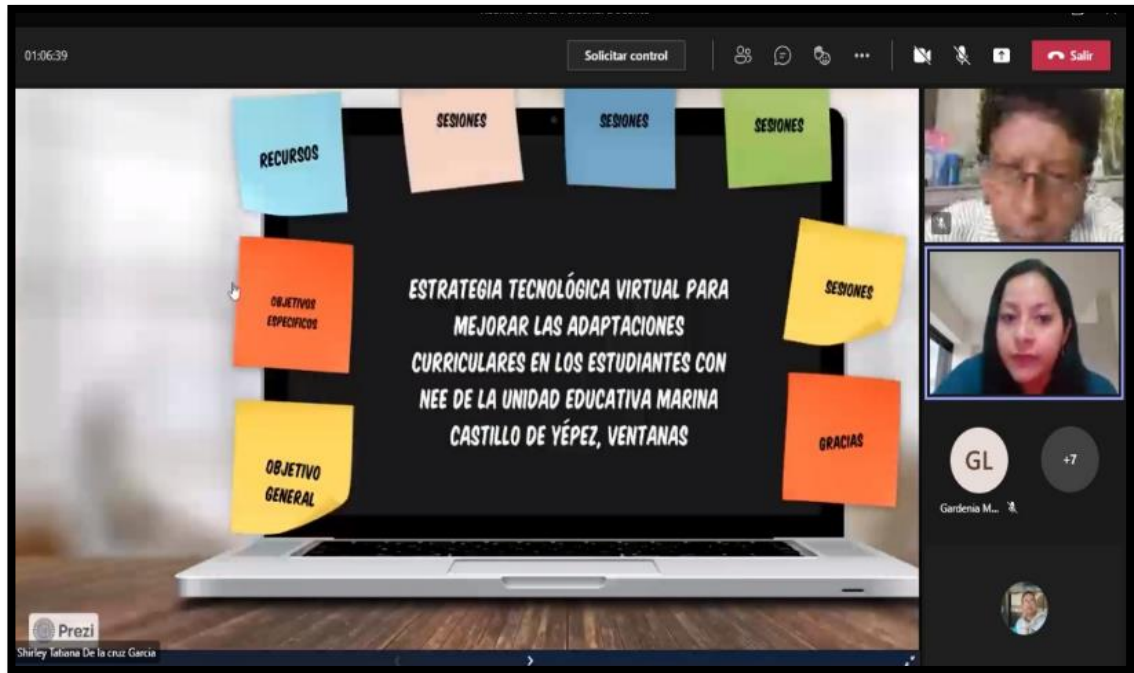 01:06:39
Solicitar control
Salir
RECURSOS
SESIONES
SESIONES
SESIONES
OBJETIVOS
ESPECIFICOS
ESTRATEGIA TECNOLÓGICA VIRTUAL PARA
MEJORAR LAS ADAPTACIONES
CURRICULARES EN LOS ESTUDIANTES CON
NEE DE LA UNIDAD EDUCATIVA MARINA
CASTILLO DE YÉPEZ, VENTANAS
SESIONES
OBJETIVO
GENERAL
GRACIAS
GL
+7
Gardenia M...
Prezi
Shirley Tatiana De la cruz Garcia